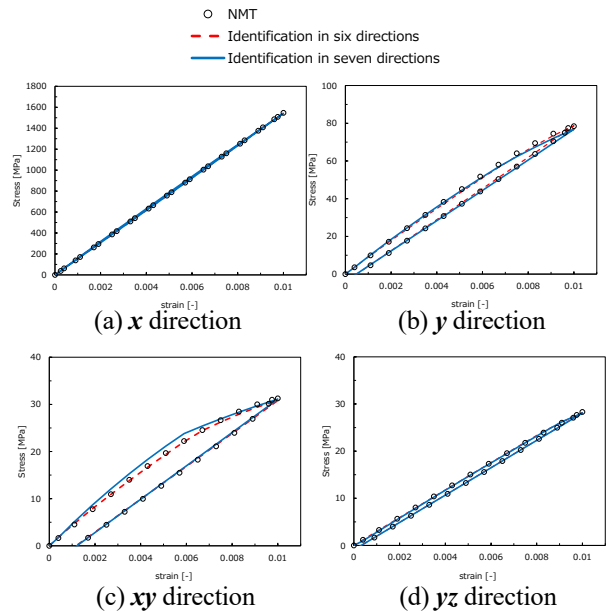 NMT
Identification in six directions
Identification in seven directions
1800
1600
1400
1200
1000
800
600
400
200
0
Stress [MPa]
0 0.002 0.004 0.006 0.008 0.01
strain [-]
(a) x direction
100
80
60
40
20
0
Stress [MPa]
0 0.002 0.004 0.006 0.008 0.01
strain [-]
(b) y direction
40
30
20
10
0
Stress [MPa]
0 0.002 0.004 0.006 0.008 0.01
strain [-]
(c) xy direction
40
30
20
10
0
Stress [MPa]
0 0.002 0.004 0.006 0.008 0.01
strain [-]
(d) yz direction